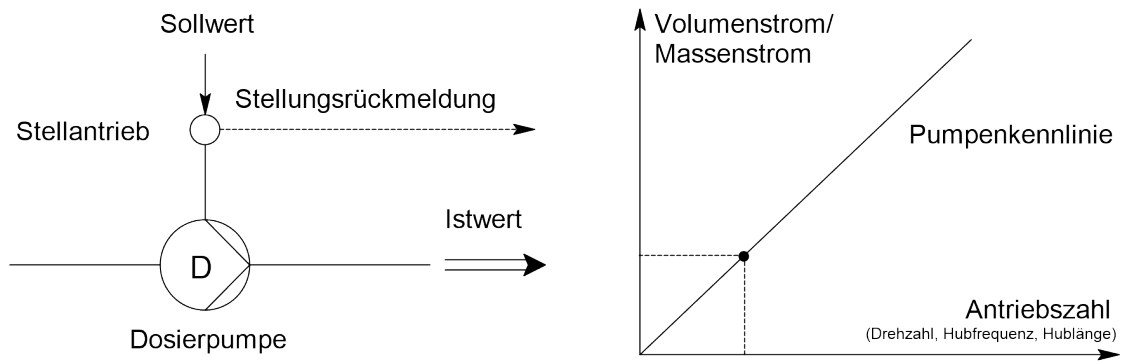 Sollwert
Stellungsrückmeldung
Stellantrieb
Istwert
D
Dosierpumpe
Volumenstrom/
Massenstrom
Pumpenkennlinie
Antriebszahl
(Drehzahl, Hubfrequenz, Hublänge)